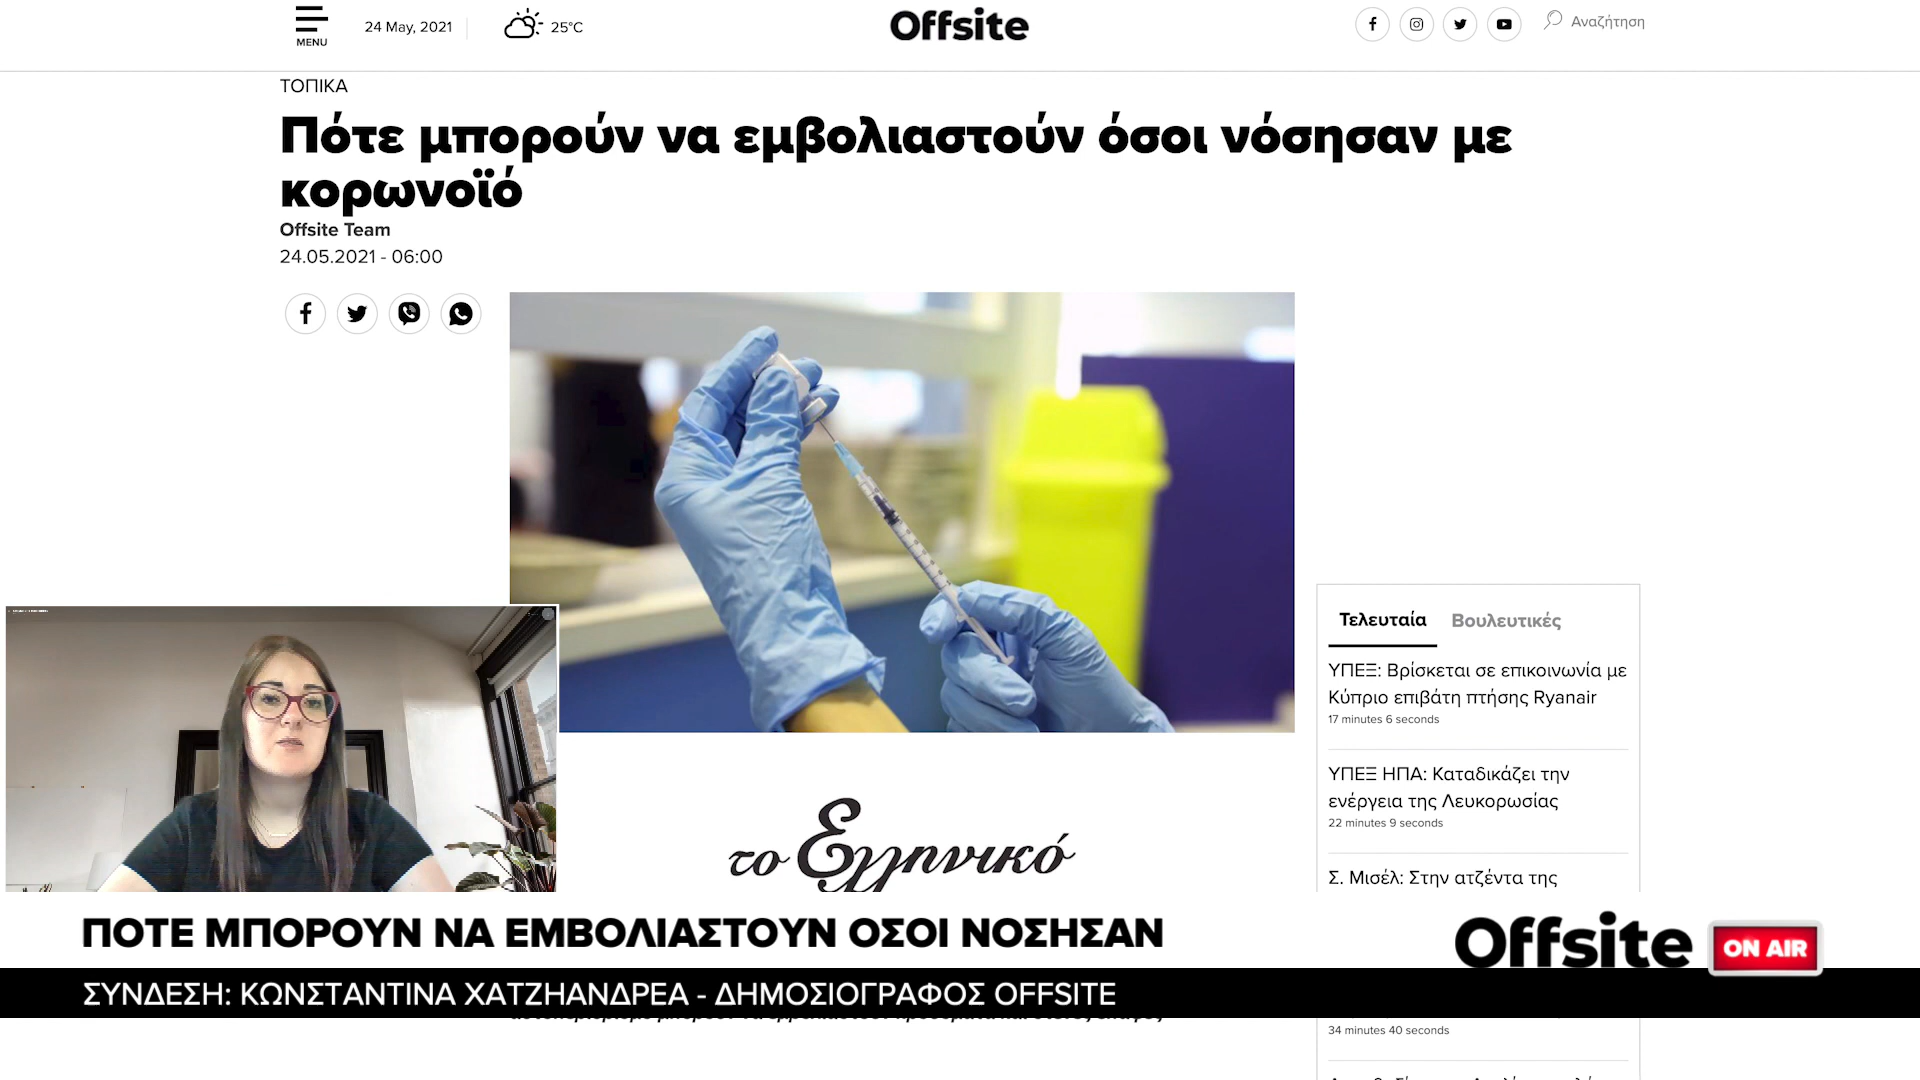 MENU
24 May, 2021
25°C
Offsite
Αναζήτηση
ΤΟΠΙΚΑ
Πότε μπορούν να εμβολιαστούν όσοι νόσησαν με
κορωνοϊό
Offsite Team
24.05.2021 - 06:00
το Ελληνικό
Τελευταία Βουλευτικές
ΥΠΕΞ: Βρίσκεται σε επικοινωνία με
Κύπριο επιβάτη πτήσης Ryanair
17 minutes 6 seconds
ΥΠΕΞ ΗΠΑ: Καταδικάζει την
ενέργεια της Λευκορωσίας
22 minutes 9 seconds
Σ. Μισέλ: Στην ατζέντα της
34 minutes 40 seconds
ΠΟΤΕ ΜΠΟΡΟΥΝ ΝΑ ΕΜΒΟΛΙΑΣΤΟΥΝ ΟΣΟΙ ΝΟΣΗΣΑΝ
Offsite ON AIR
ΣΥΝΔΕΣΗ: ΚΩΝΣΤΑΝΤΙΝΑ ΧΑΤΖΗΑΝΔΡΕΑ - ΔΗΜΟΣΙΟΓΡΑΦΟΣ OFFSITE